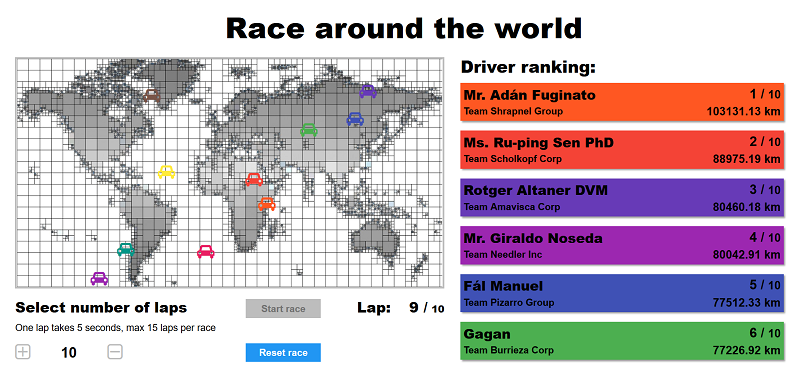 Race around the world
Driver ranking:
Mr. Adán Fuginato
1 / 10
Team Shrapnel Group
103131.13 km
Ms. Ru-ping Sen PhD
2 / 10
Team Scholkopf Corp
88975.19 km
Rotger Altaner DVM
3 / 10
Team Amavisca Corp
80460.18 km
Mr. Giraldo Noseda
4 / 10
Team Needler Inc
80042.91 km
Fál Manuel
5 / 10
Team Pizarro Group
77512.33 km
Gagan
6 / 10
Team Burrieza Corp
77226.92 km
Select number of laps
Start race
Lap: 9 / 10
One lap takes 5 seconds, max 15 laps per race
10
Reset race